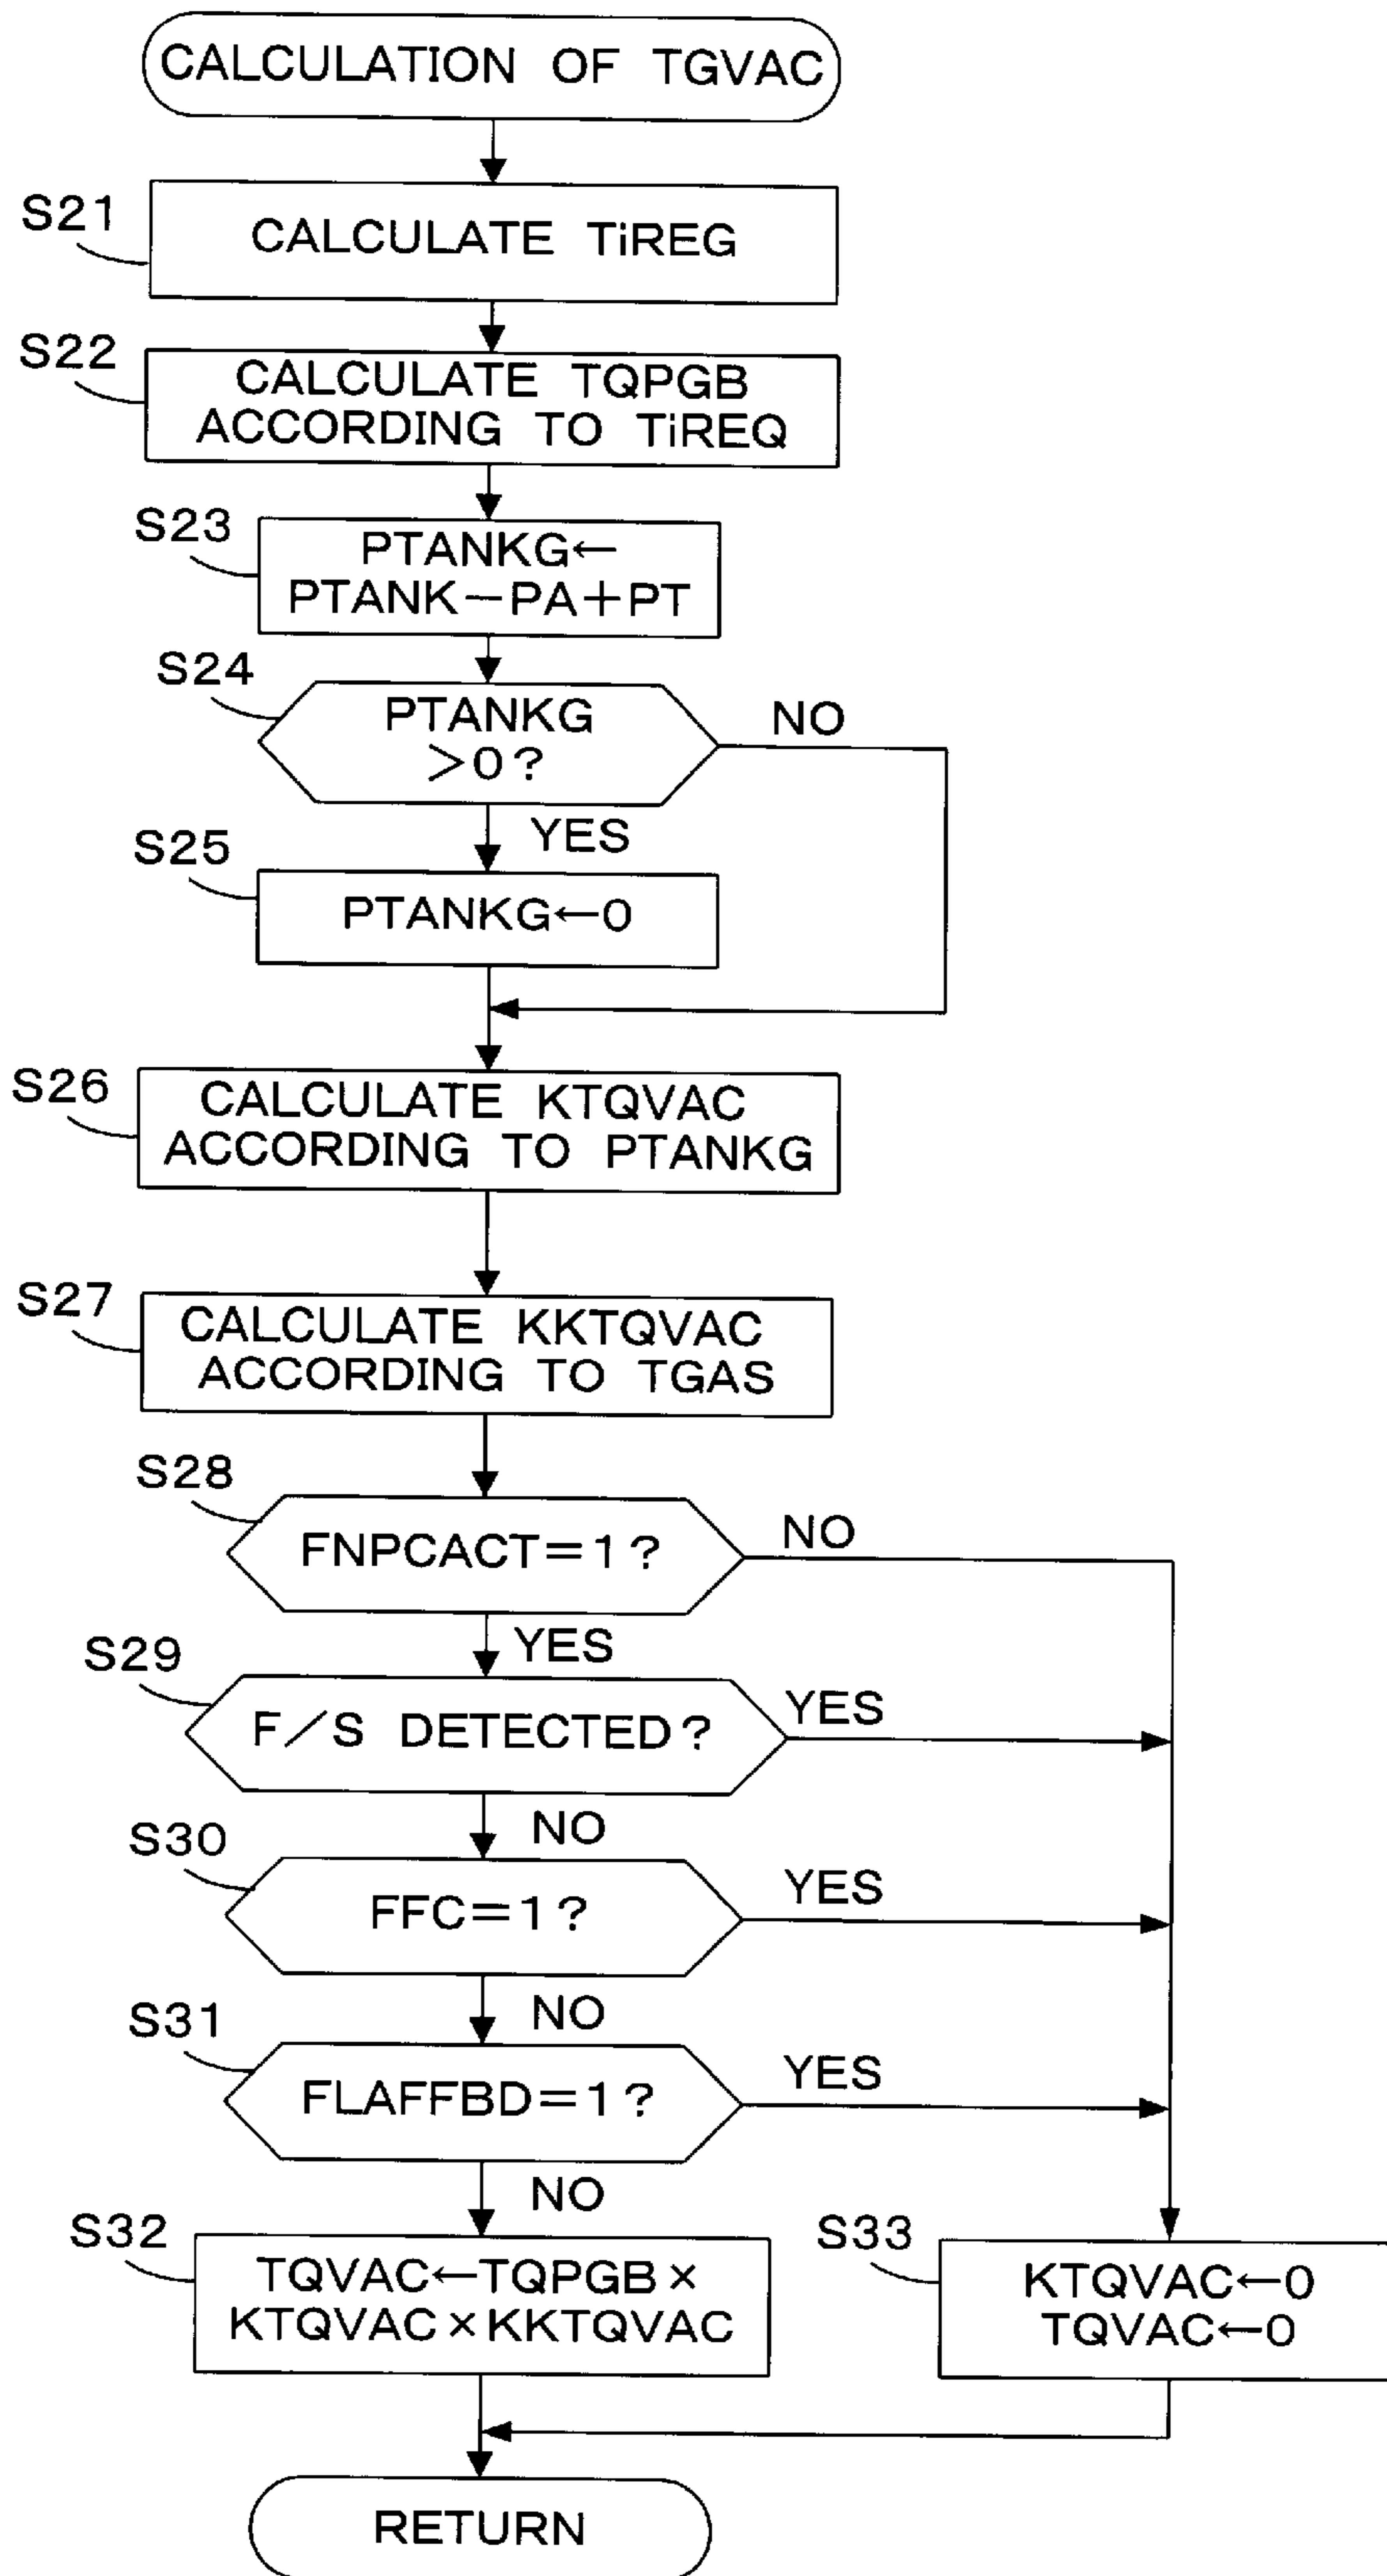 CALCULATION OF TGVAC
S21
CALCULATE TiREG
S22
CALCULATE TQPGB
ACCORDING TO TiREQ
S23
PTANKG←
PTANK−PA+PT
S24
PTANKG
>0?
NO
YES
S25
PTANKG←0
S26
CALCULATE KTQVAC
ACCORDING TO PTANKG
S27
CALCULATE KKTQVAC
ACCORDING TO TGAS
S28
FNPCACT=1?
NO
YES
S29
F/S DETECTED?
YES
NO
S30
FFC=1?
YES
NO
S31
FLAFFBD=1?
YES
NO
S32
TQVAC←TQPGB×
KTQVAC×KKTQVAC
S33
KTQVAC←0
TQVAC←0
RETURN